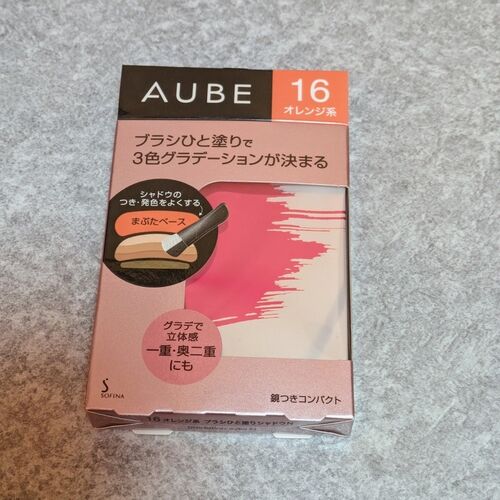 AUBE
16
オレンジ系
ブラシひと塗りで
3色グラデーションが決まる
シャドウの
つき・発色をよくする
まぶたベース
グラデで
立体感
一重・奥二重
にも
S
SOFINA
鏡つきコンパクト
16 オレンジ系 ブラシひと塗りシャドウN